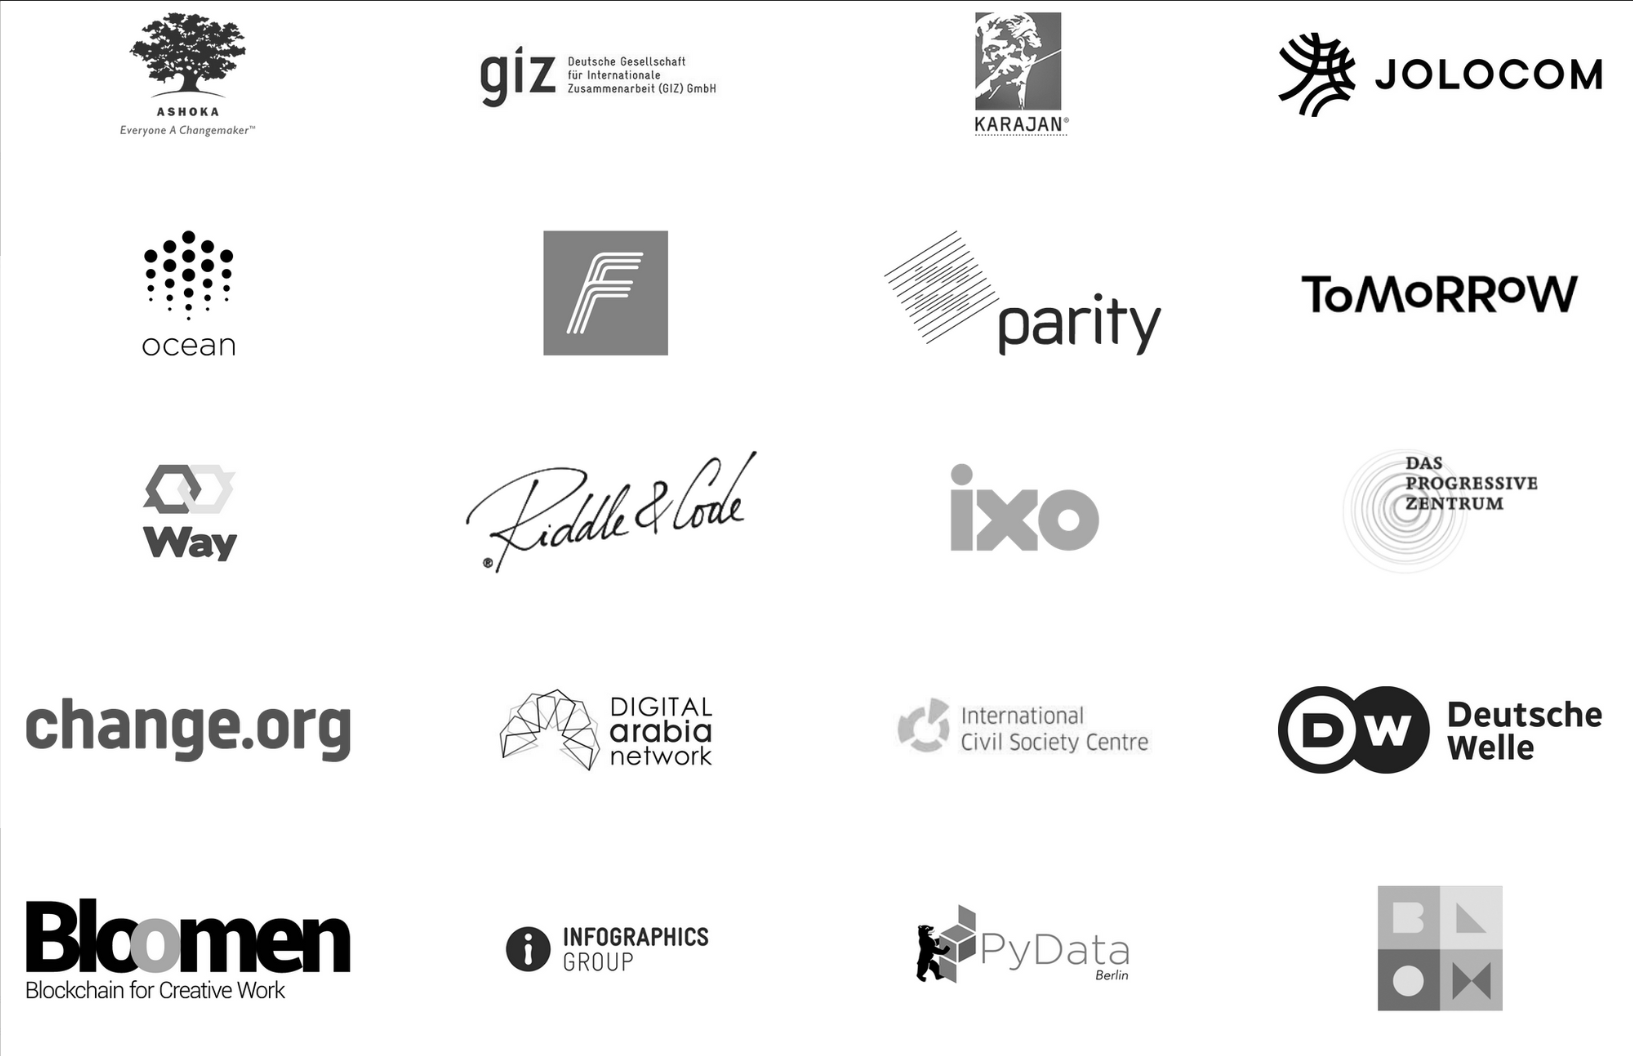 ASHOKA
Everyone A Changemaker™
giz
Deutsche Gesellschaft
für Internationale
Zusammenarbeit (GIZ) GmbH
KARAJAN®
JOLOCOM
ocean
F
parity
ToMoRRoW
Way
Riddle & Code
®
ixo
DAS
PROGRESSIVE
ZENTRUM
change.org
DIGITAL
arabia
network
International
Civil Society Centre
DW
Deutsche
Welle
Bloomen
Blockchain for Creative Work
i
INFOGRAPHICS
GROUP
PyData
Berlin
BL
OM